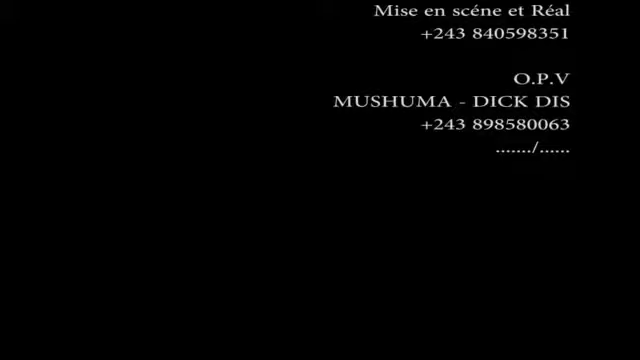 Mise en scéne et Réal
+243 840598351
O.P.V
MUSHUMA - DICK DIS
+243 898580063
......./......